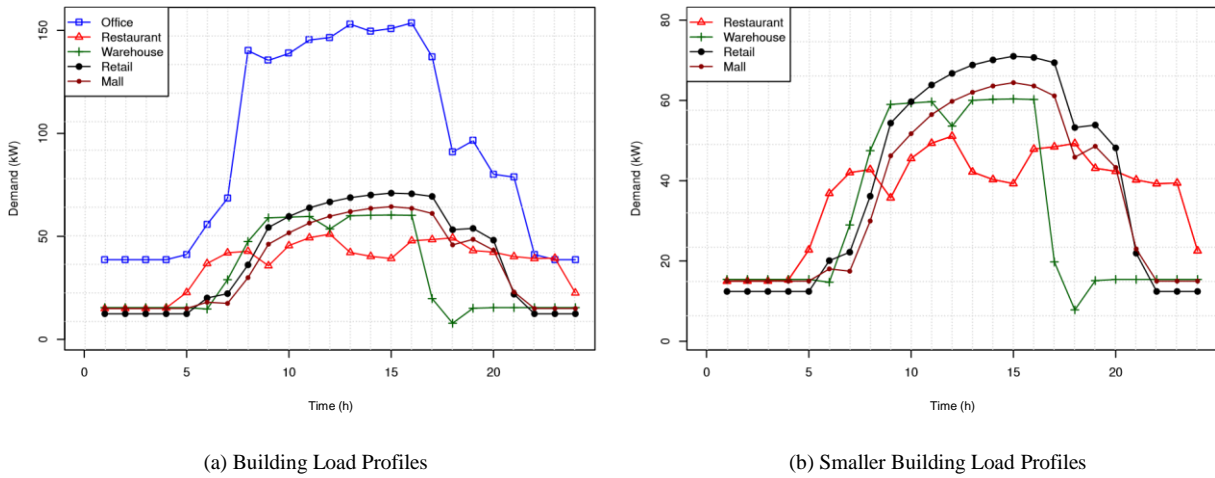 Office
Restaurant
Warehouse
Retail
Mall
150
100
50
0
Demand (kW)
0 5 10 15 20
Time (h)
(a) Building Load Profiles
Restaurant
Warehouse
Retail
Mall
80
60
40
20
0
Demand (kW)
0 5 10 15 20
Time (h)
(b) Smaller Building Load Profiles